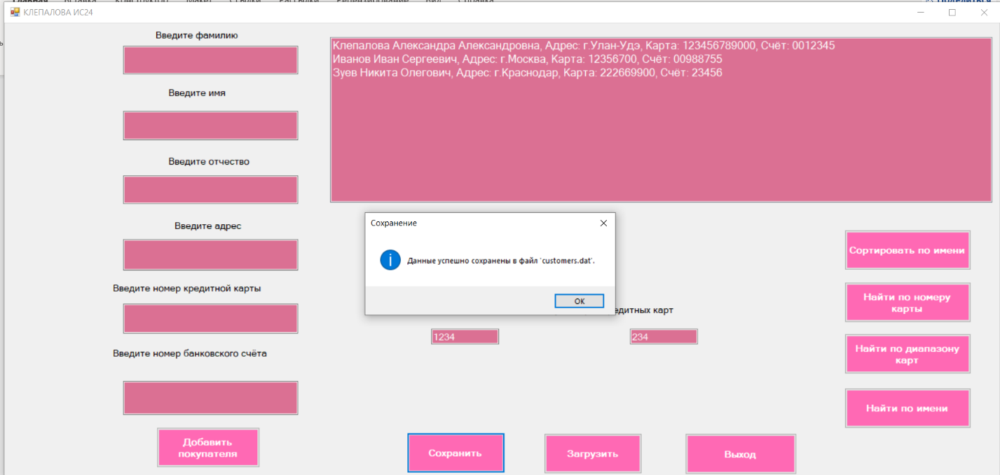 КЛЕПАЛОВА ИС24
Введите фамилию
Введите имя
Введите отчество
Введите адрес
Введите номер кредитной карты
Введите номер банковского счёта
Добавить
покупателя
Клепалова Александра Александровна, Адрес: г.Улан-Удэ, Карта: 123456789000, Счёт: 0012345
Иванов Иван Сергеевич, Адрес: г.Москва, Карта: 12356700, Счёт: 00988755
Зуев Никита Олегович, Адрес: г.Краснодар, Карта: 222669900, Счёт: 23456
Сохранение
Данные успешно сохранены в файл 'customers.dat'.
ОК
карт
1234
234
Сохранить
Загрузить
Выход
Сортировать по имени
Найти по номеру
карты
Найти по диапазону
карт
Найти по имени